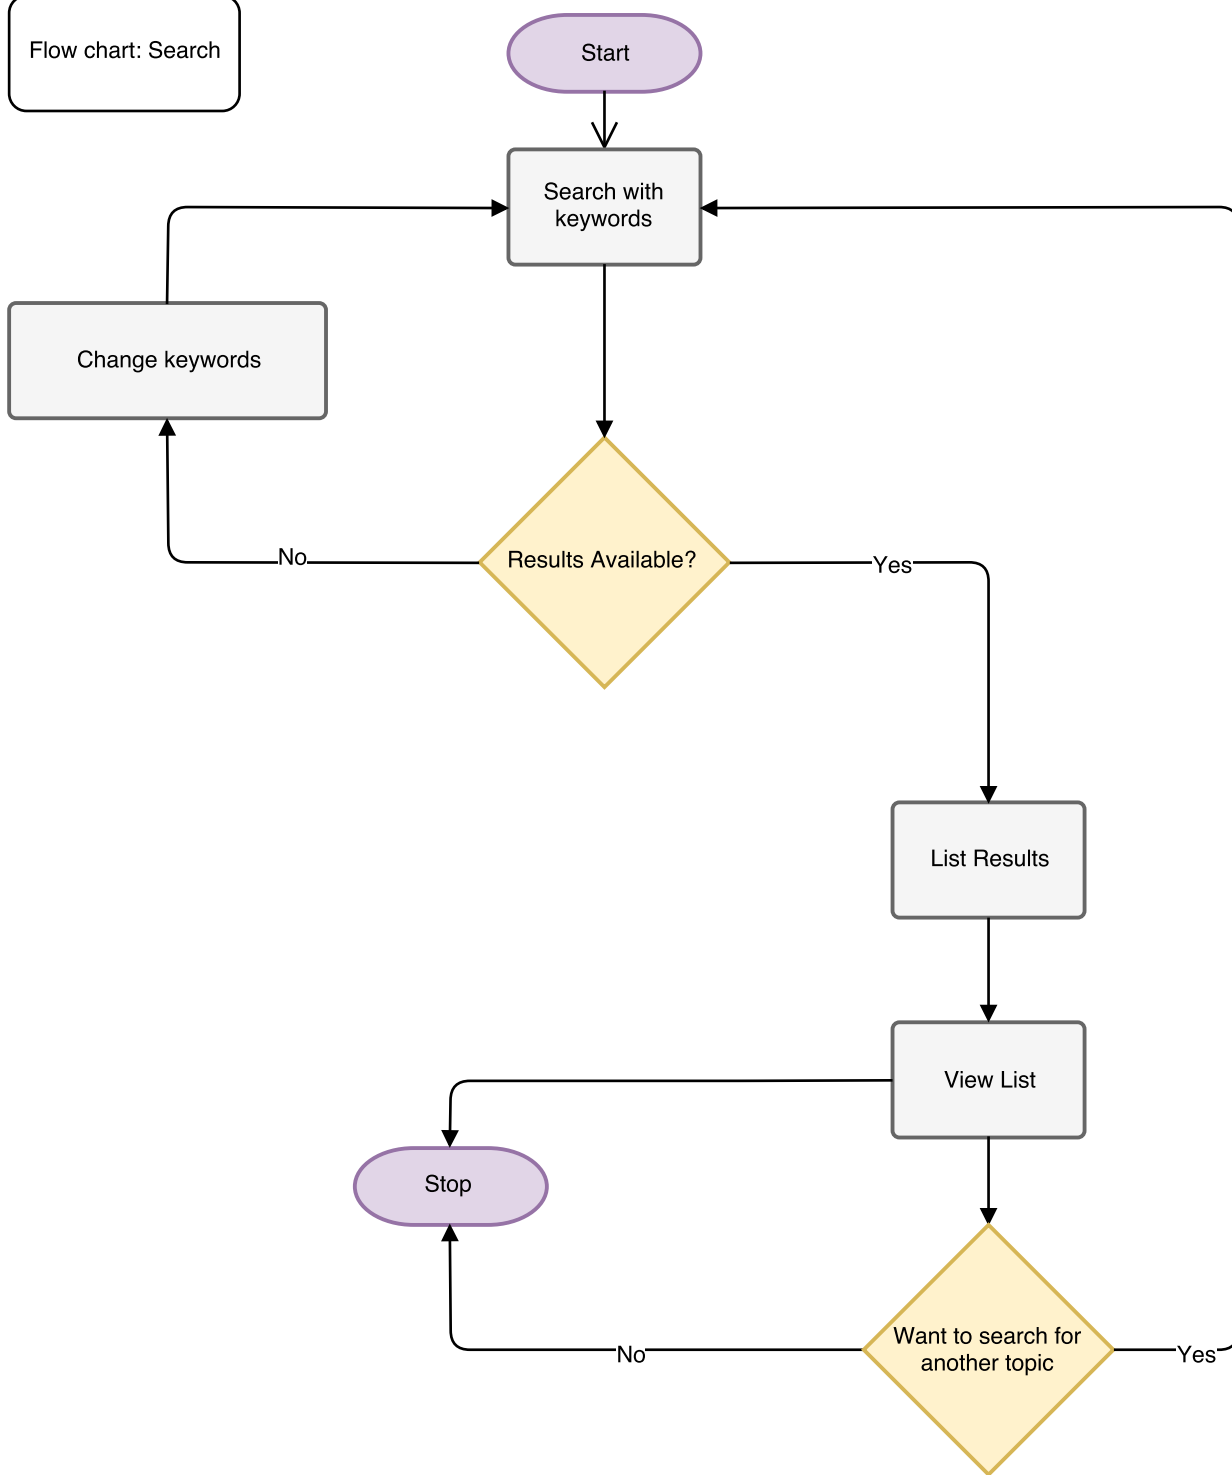 Flow chart: Search
Start
Search with
keywords
Change keywords
Results Available?
No
Yes
List Results
View List
Stop
Want to search for
another topic
No
Yes